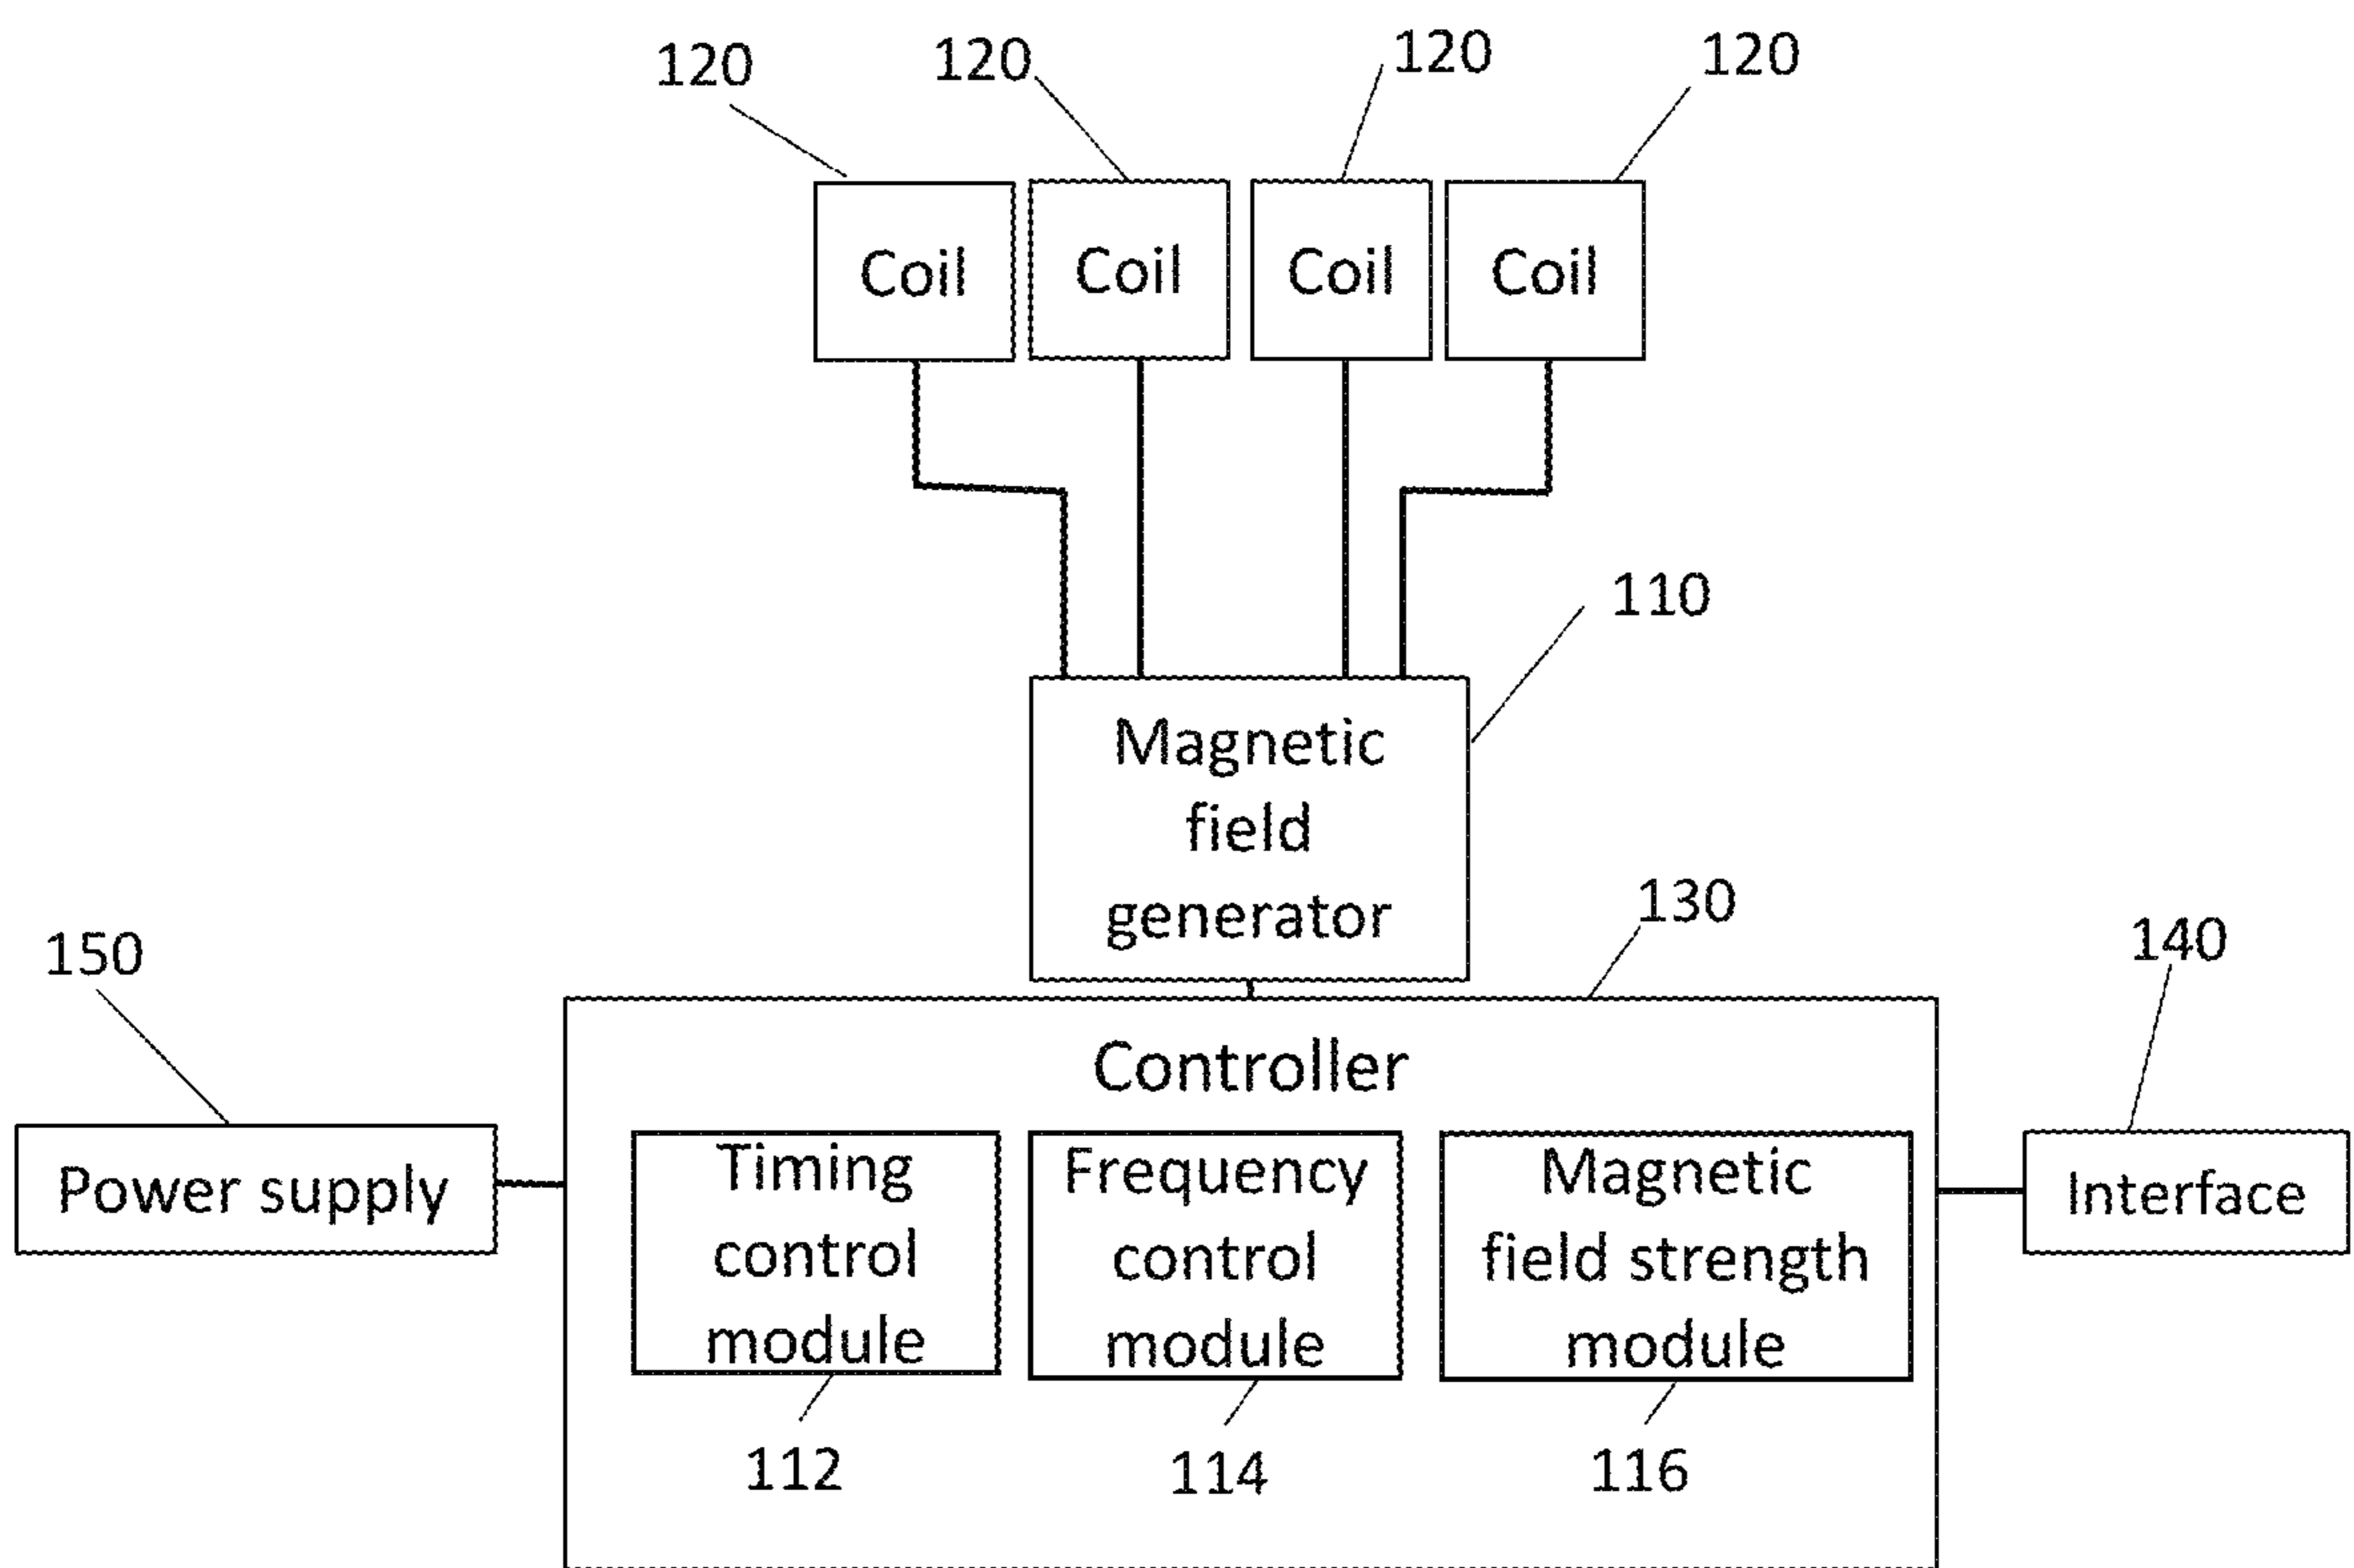 120
120
120
120
Coil
Coil
Coil
Coil
110
Magnetic
field
generator
130
150
140
Controller
Power supply
Timing
control
module
Frequency
control
module
Magnetic
field strength
module
Interface
112
114
116